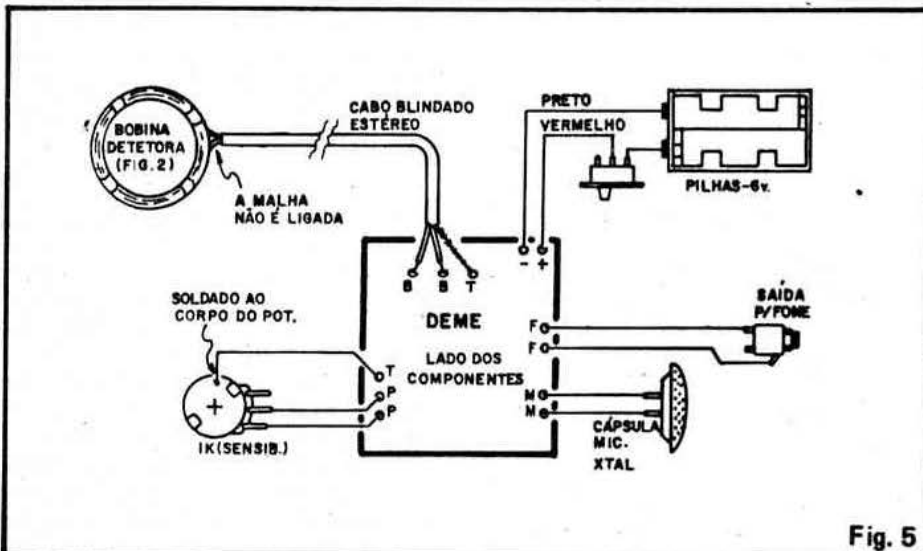 BOBINA
DETETORA
(FIG.2)
CABO BLINDADO
ESTÉREO
A MALHA
NÃO É LIGADA
PRETO
VERMELHO
PILHAS-6v.
- +
B B T
DEME
LADO DOS
COMPONENTES
SOLDADO AO
CORPO DO POT.
T
P
P
1K(SENSIB.)
F
F
SAÍDA
P/FONE
M
M
CÁPSULA
MIC.
XTAL
Fig. 5